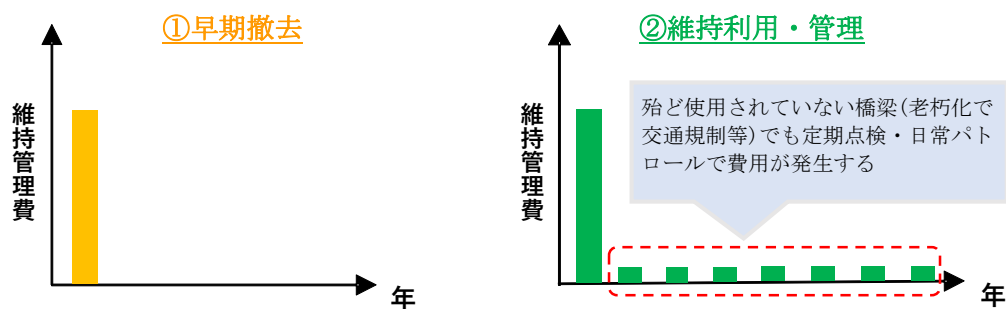 ①早期撤去
維持管理費
年
②維持利用・管理
維持管理費
殆ど使用されていない橋梁(老朽化で
交通規制等)でも定期点検・日常パト
ロールで費用が発生する
年